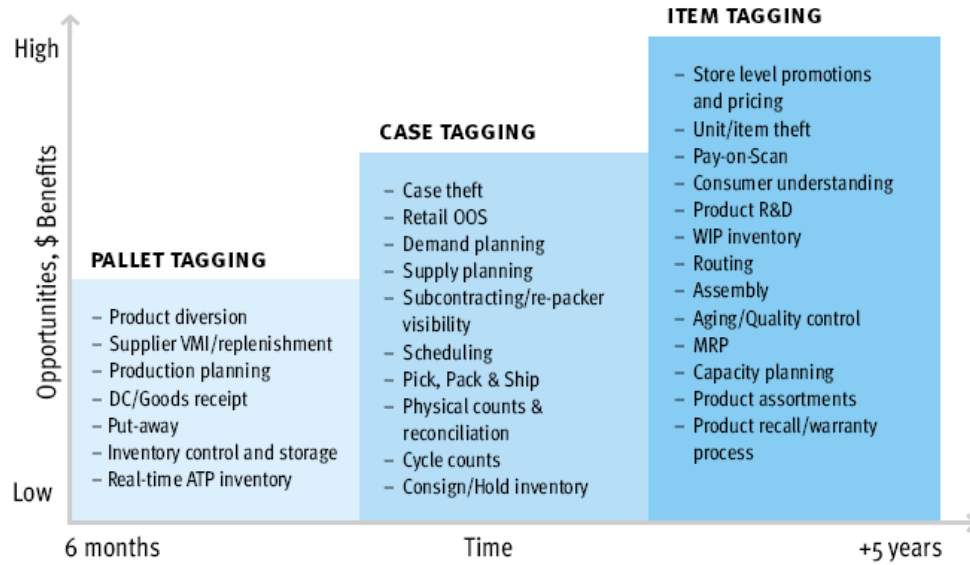 High
Opportunities, $ Benefits
Low
PALLET TAGGING
– Product diversion
– Supplier VMI/replenishment
– Production planning
– DC/Goods receipt
– Put-away
– Inventory control and storage
– Real-time ATP inventory
CASE TAGGING
– Case theft
– Retail OOS
– Demand planning
– Supply planning
– Subcontracting/re-packer
visibility
– Scheduling
– Pick, Pack & Ship
– Physical counts &
reconciliation
– Cycle counts
– Consign/Hold inventory
ITEM TAGGING
– Store level promotions
and pricing
– Unit/item theft
– Pay-on-Scan
– Consumer understanding
– Product R&D
– WIP inventory
– Routing
– Assembly
– Aging/Quality control
– MRP
– Capacity planning
– Product assortments
– Product recall/warranty
process
6 months
Time
+5 years